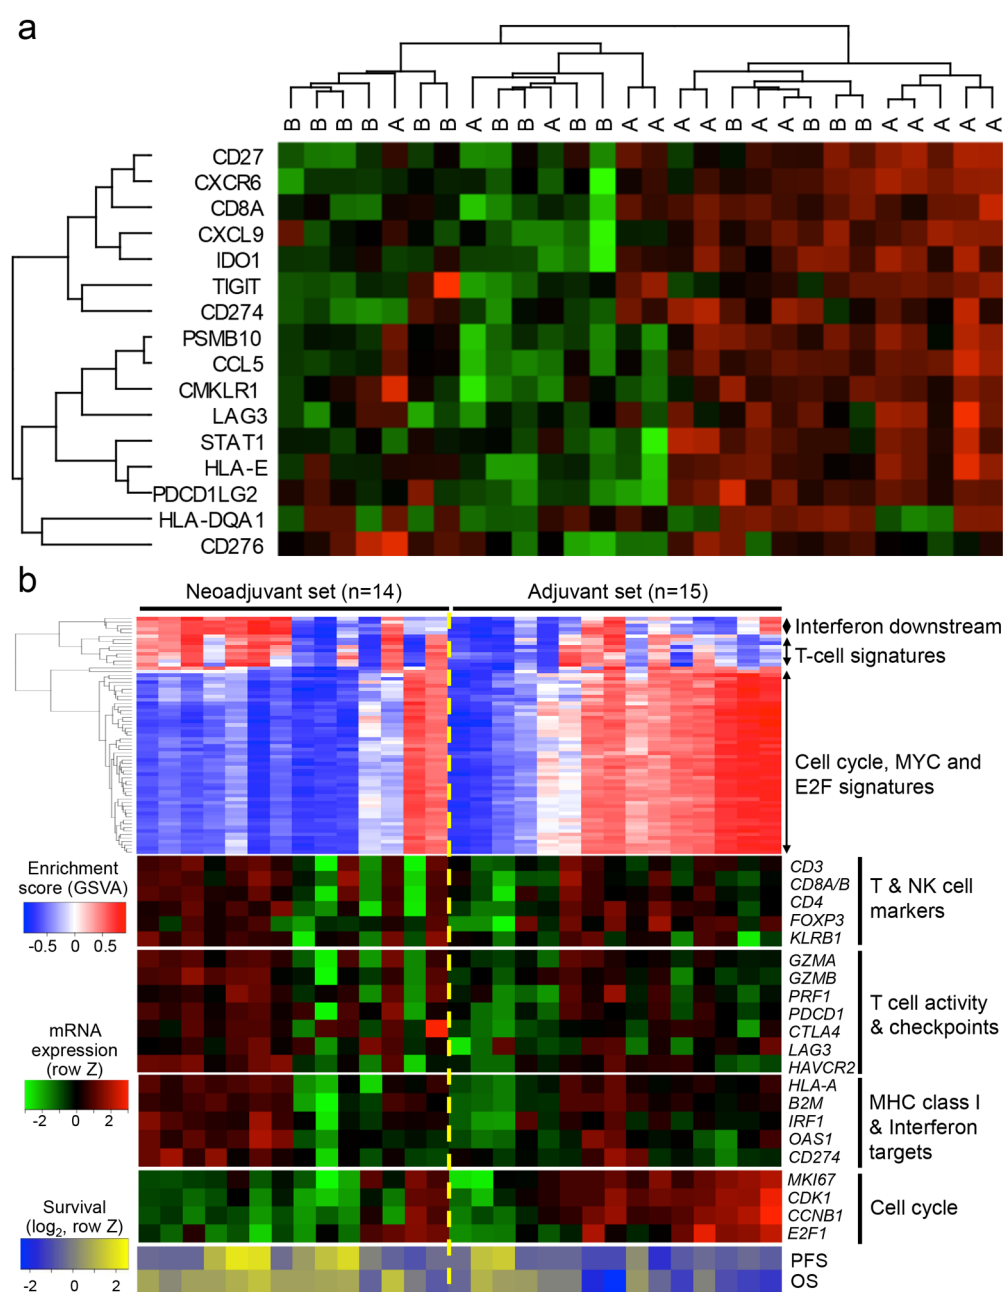 a
B B B B A B B A B B A B B A A A A B A A B B B A A A A A
CD27
CXCR6
CD8A
CXCL9
IDO1
TIGIT
CD274
PSMB10
CCL5
CMKLR1
LAG3
STAT1
HLA-E
PDCD1LG2
HLA-DQA1
CD276
b
Neoadjuvant set (n=14)
Adjuvant set (n=15)
Interferon downstream
T-cell signatures
Cell cycle, MYC and
E2F signatures
Enrichment
score (GSVA)
-0.5 0 0.5
CD3
CD8A/B
CD4
FOXP3
KLRB1
T & NK cell
markers
GZMA
GZMB
PRF1
PDCD1
CTLA4
LAG3
HAVCR2
T cell activity
& checkpoints
mRNA
expression
(row Z)
-2 0 2
HLA-A
B2M
IRF1
OAS1
CD274
MHC class I
& Interferon
targets
MKI67
CDK1
CCNB1
E2F1
Cell cycle
Survival
(log2, row Z)
-2 0 2
PFS
OS